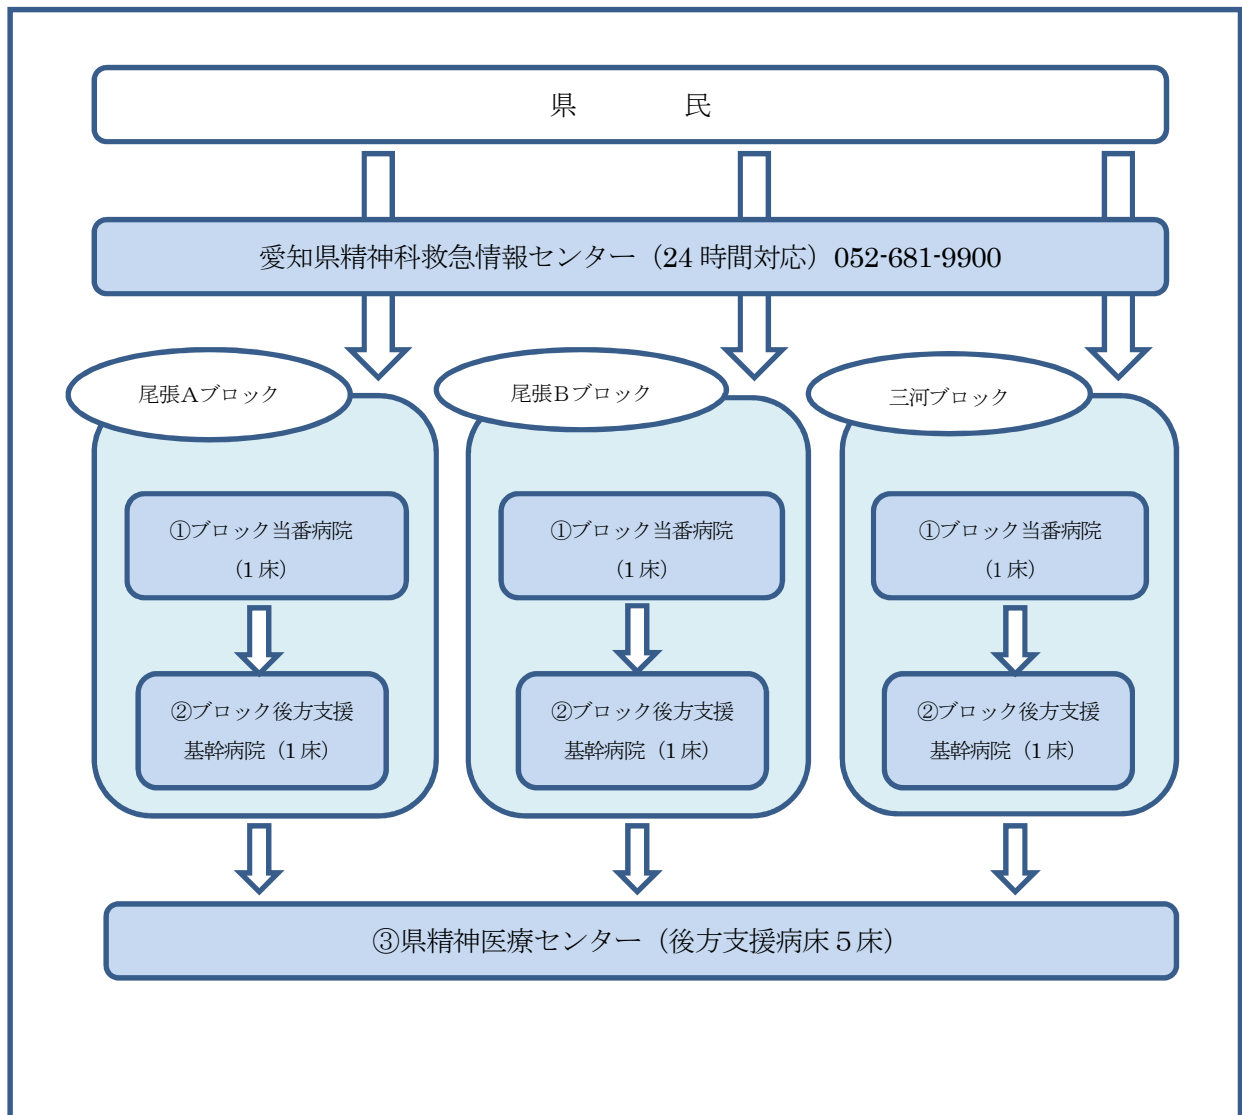 県 民
愛知県精神科救急情報センター（24 時間対応）052-681-9900
尾張Aブロック
尾張Bブロック
三河ブロック
①ブロック当番病院
（1 床）
①ブロック当番病院
（1 床）
①ブロック当番病院
（1 床）
②ブロック後方支援
基幹病院（1 床）
②ブロック後方支援
基幹病院（1 床）
②ブロック後方支援
基幹病院（1 床）
③県精神医療センター（後方支援病床５床）